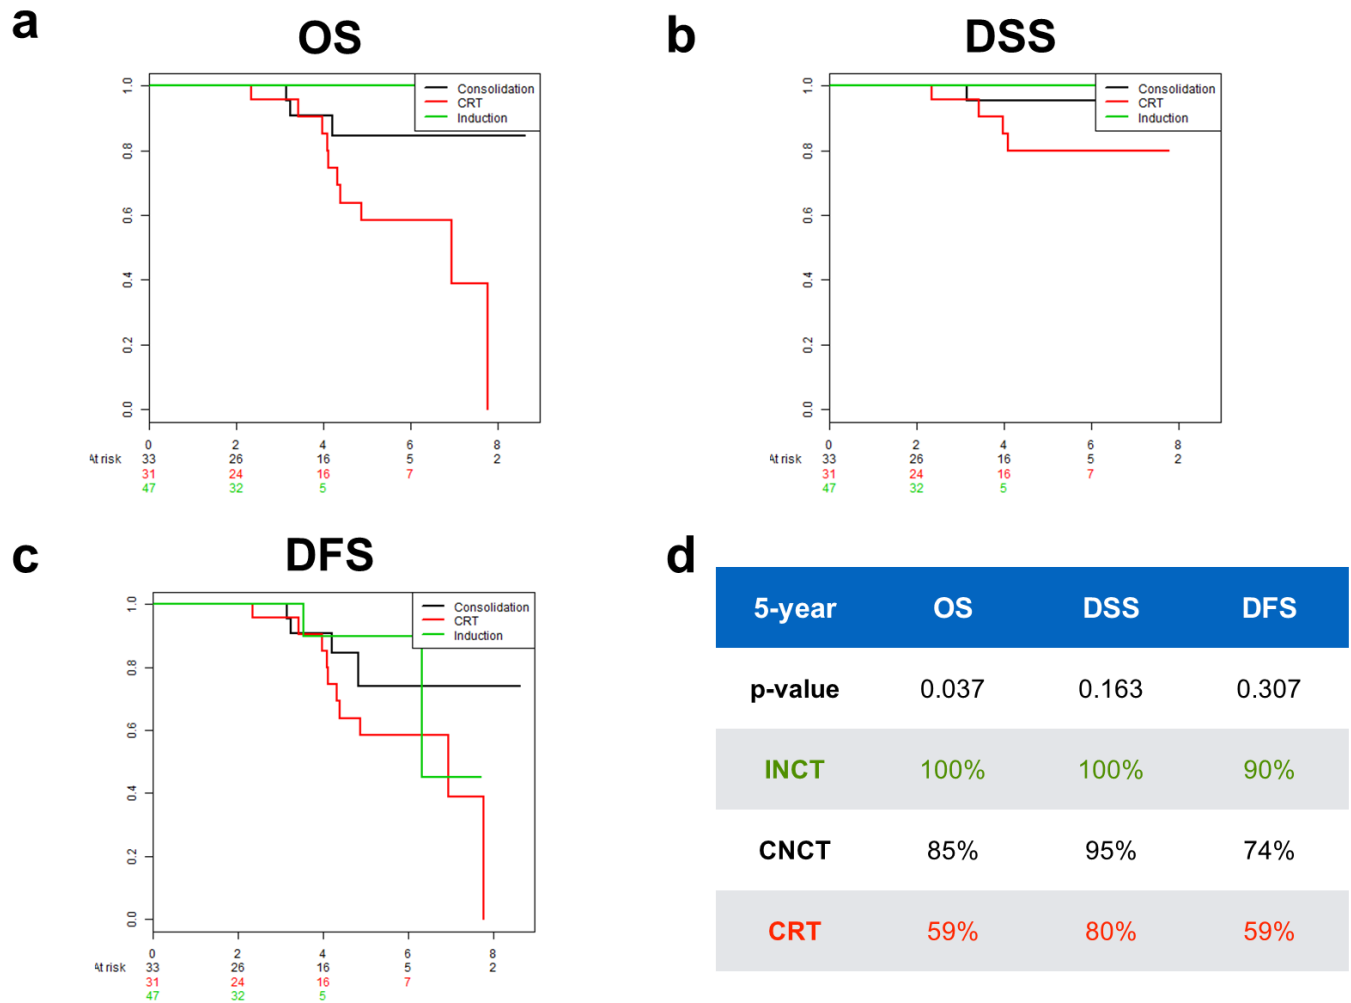 a
OS
1.0
0.8
0.6
0.4
0.2
0.0
Consolidation
CRT
Induction
0 2 4 6 8
At risk 33 26 16 5 2
31 24 16 7
47 32 5
b
DSS
1.0
0.8
0.6
0.4
0.2
0.0
Consolidation
CRT
Induction
0 2 4 6 8
At risk 33 26 16 5 2
31 24 16 7
47 32 5
c
DFS
1.0
0.8
0.6
0.4
0.2
0.0
Consolidation
CRT
Induction
0 2 4 6 8
At risk 33 26 16 5 2
31 24 16 7
47 32 5
d
5-year OS DSS DFS
p-value 0.037 0.163 0.307
INCT 100% 100% 90%
CNCT 85% 95% 74%
CRT 59% 80% 59%